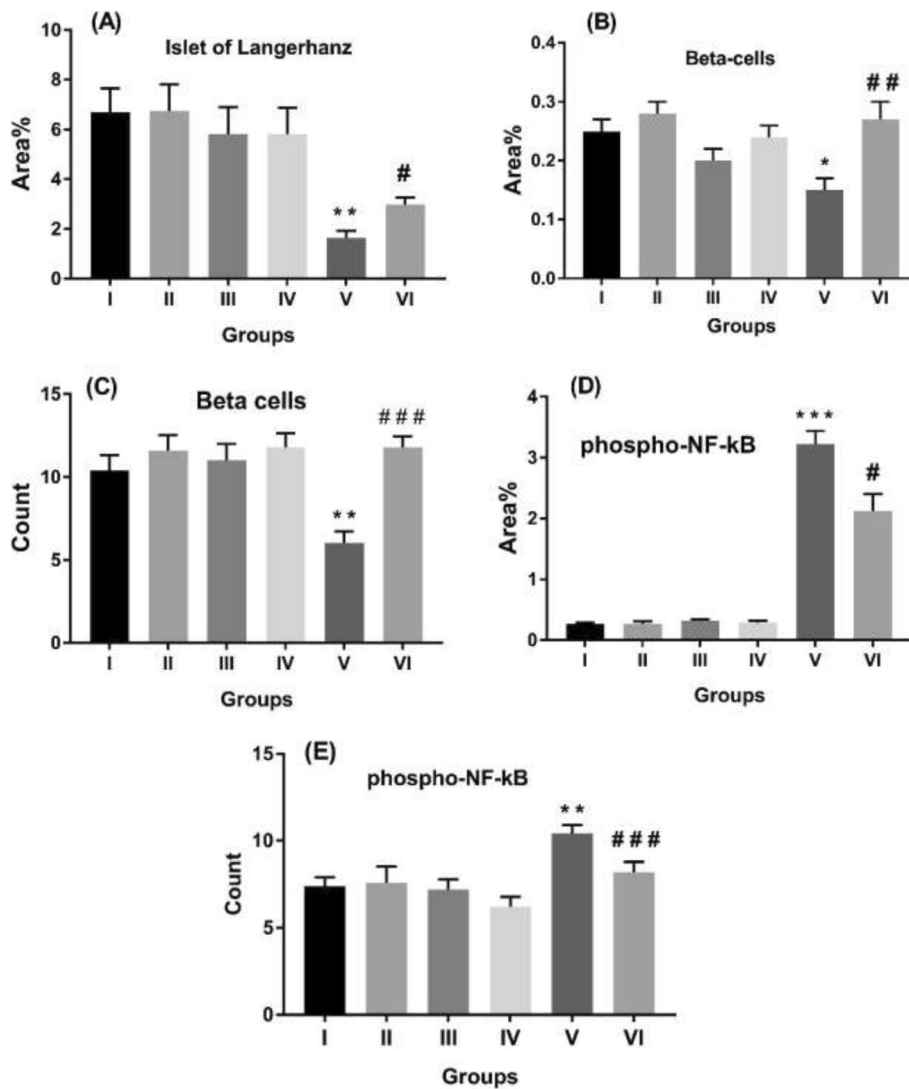 (A)
Islet of Langerhanz
Area%
10
8
6
4
2
0
**
#
I II III IV V VI
Groups
(B)
Beta-cells
Area%
0.4
0.3
0.2
0.1
0.0
*
##
I II III IV V VI
Groups
(C)
Beta cells
Count
15
10
5
0
**
###
I II III IV V VI
Groups
(D)
phospho-NF-kB
Area%
4
3
2
1
0
***
#
I II III IV V VI
Groups
(E)
phospho-NF-kB
Count
15
10
5
0
**
###
I II III IV V VI
Groups